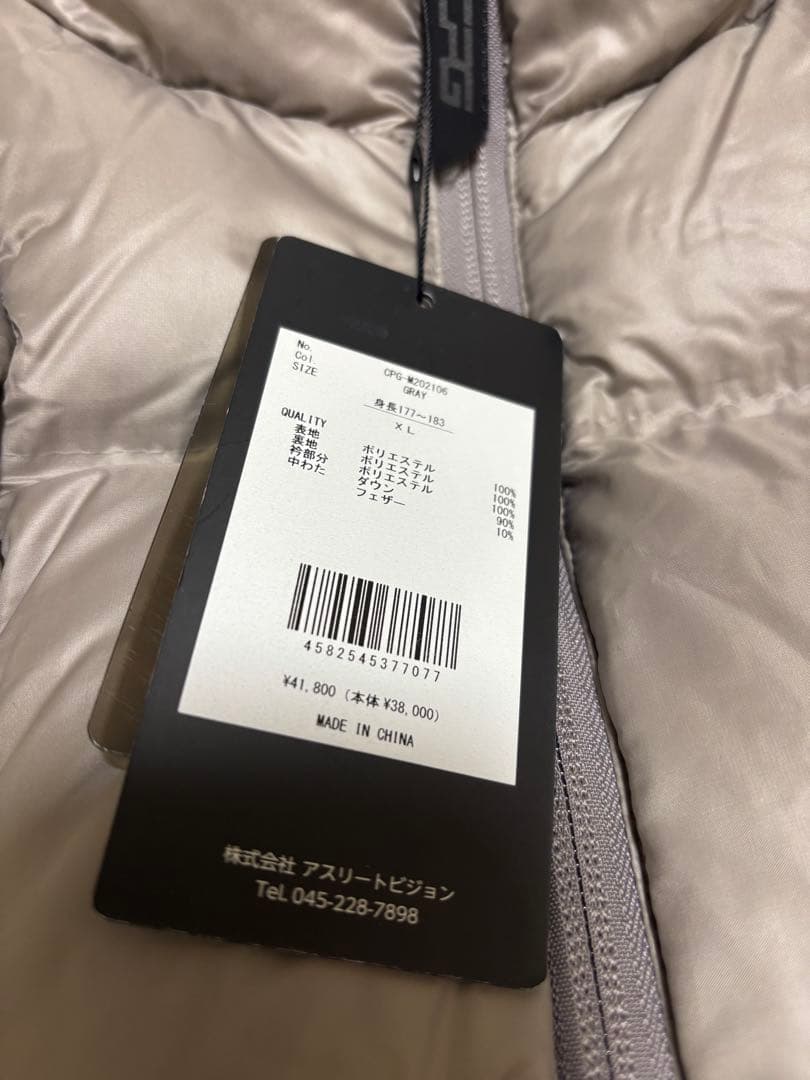 No. CPG-M202106
Col. GRAY
SIZE 身長177～183
XL
QUALITY
表地 ポリエステル 100%
裏地 ポリエステル 100%
衿部分 ポリエステル 100%
中わた ダウン 90%
フェザー 10%
4582545377077
¥41,800 (本体 ¥38,000)
MADE IN CHINA
株式会社 アスリートビジョン
Tel. 045-228-7898